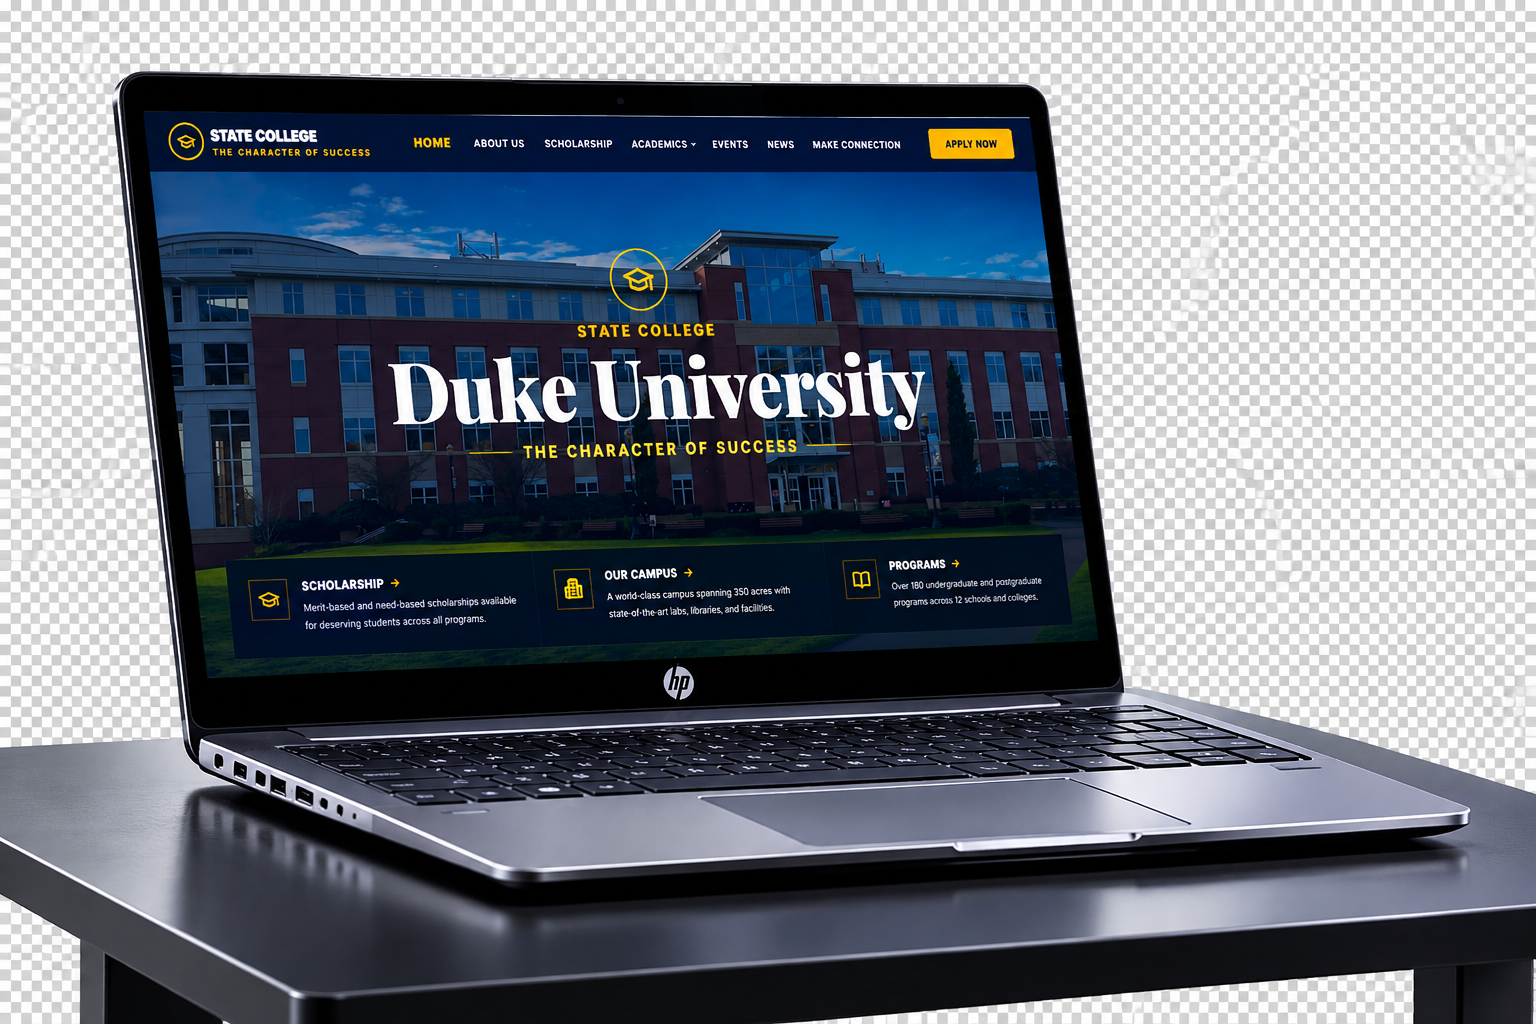 STATE COLLEGE
THE CHARACTER OF SUCCESS
HOME ABOUT US SCHOLARSHIP ACADEMICS EVENTS NEWS MAKE CONNECTION APPLY NOW
STATE COLLEGE
Duke University
THE CHARACTER OF SUCCESS
SCHOLARSHIP →
Merit-based and need-based scholarships available
for deserving students across all programs.
OUR CAMPUS →
A world-class campus spanning 350 acres with
state-of-the-art labs, libraries, and facilities.
PROGRAMS →
Over 180 undergraduate and postgraduate
programs across 12 schools and colleges.
hp